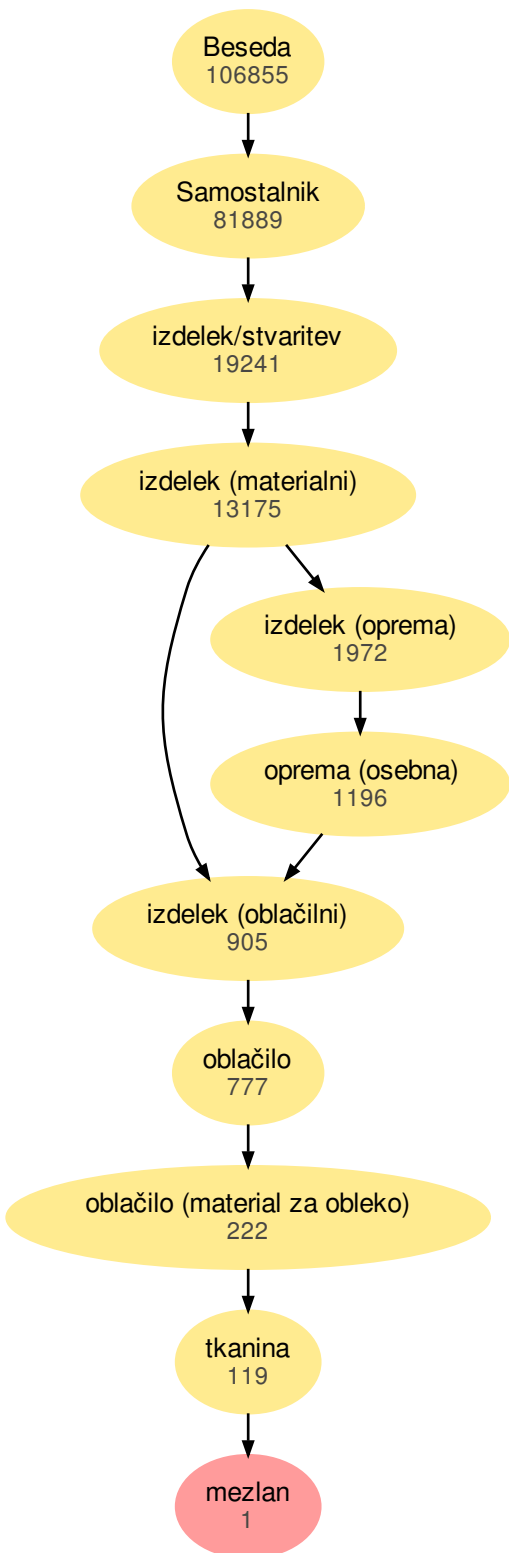 Beseda
106855
Samostalnik
81889
izdelek/stvaritev
19241
izdelek (materialni)
13175
izdelek (oprema)
1972
oprema (osebna)
1196
izdelek (oblačilni)
905
oblačilo
777
oblačilo (material za obleko)
222
tkanina
119
mezlan
1